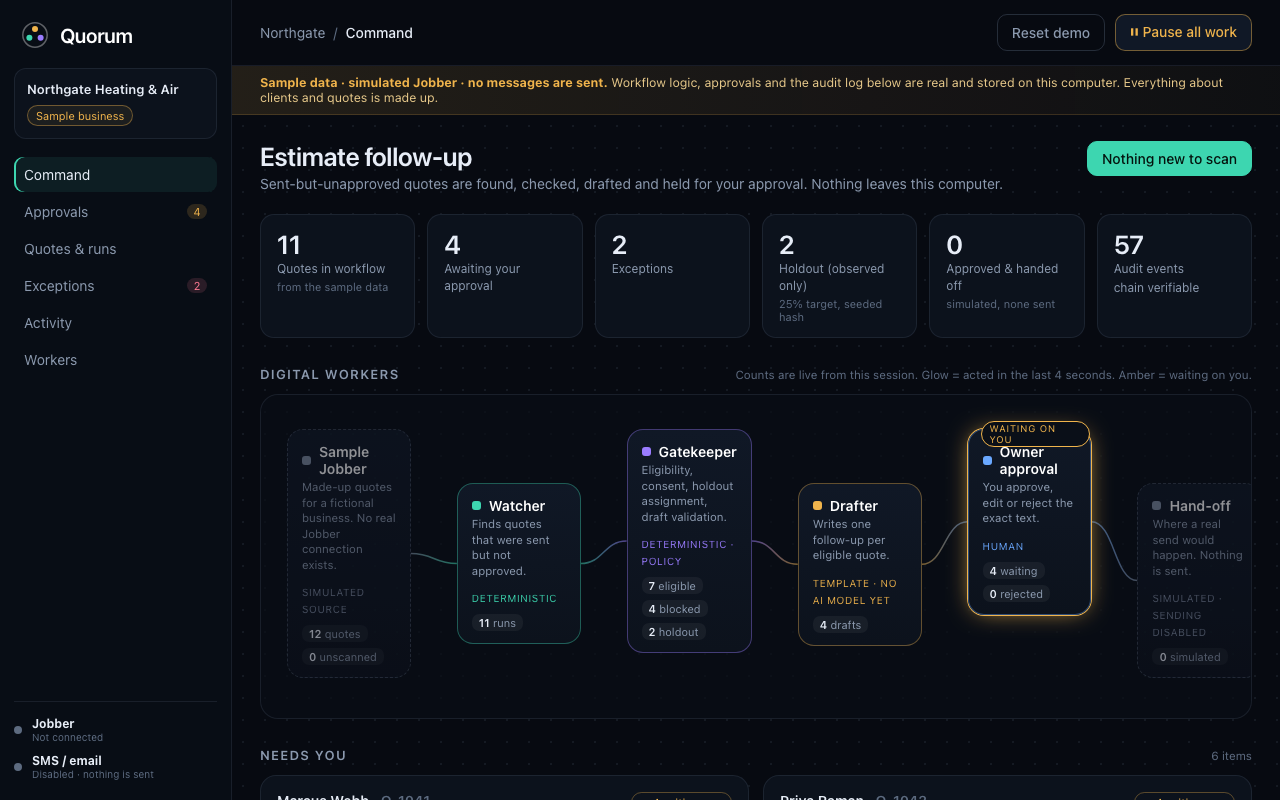 Quorum
Northgate Heating & Air
Sample business
Command
Approvals
4
Quotes & runs
Exceptions
2
Activity
Workers
Jobber
Not connected
SMS / email
Disabled · nothing is sent
Northgate / Command
Reset demo
Pause all work
Sample data · simulated Jobber · no messages are sent. Workflow logic, approvals and the audit log below are real and stored on this computer. Everything about
clients and quotes is made up.
Estimate follow-up
Sent-but-unapproved quotes are found, checked, drafted and held for your approval. Nothing leaves this computer.
Nothing new to scan
11
Quotes in workflow
from the sample data
4
Awaiting your
approval
2
Exceptions
2
Holdout (observed
only)
25% target, seeded
hash
0
Approved & handed
off
simulated, none sent
57
Audit events
chain verifiable
DIGITAL WORKERS
Counts are live from this session. Glow = acted in the last 4 seconds. Amber = waiting on you.
Sample
Jobber
Made-up quotes
for a fictional
business. No real
Jobber
connection
exists.
SIMULATED
SOURCE
12 quotes
0 unscanned
Watcher
Finds quotes
that were sent
but not
approved.
DETERMINISTIC
11 runs
Gatekeeper
Eligibility,
consent, holdout
assignment,
draft validation.
DETERMINISTIC ·
POLICY
7 eligible
4 blocked
2 holdout
Drafter
Writes one
follow-up per
eligible quote.
TEMPLATE · NO
AI MODEL YET
4 drafts
WAITING ON
YOU
Owner
approval
You approve,
edit or reject the
exact text.
HUMAN
4 waiting
0 rejected
Hand-off
Where a real
send would
happen. Nothing
is sent.
SIMULATED ·
SENDING
DISABLED
0 simulated
NEEDS YOU
6 items